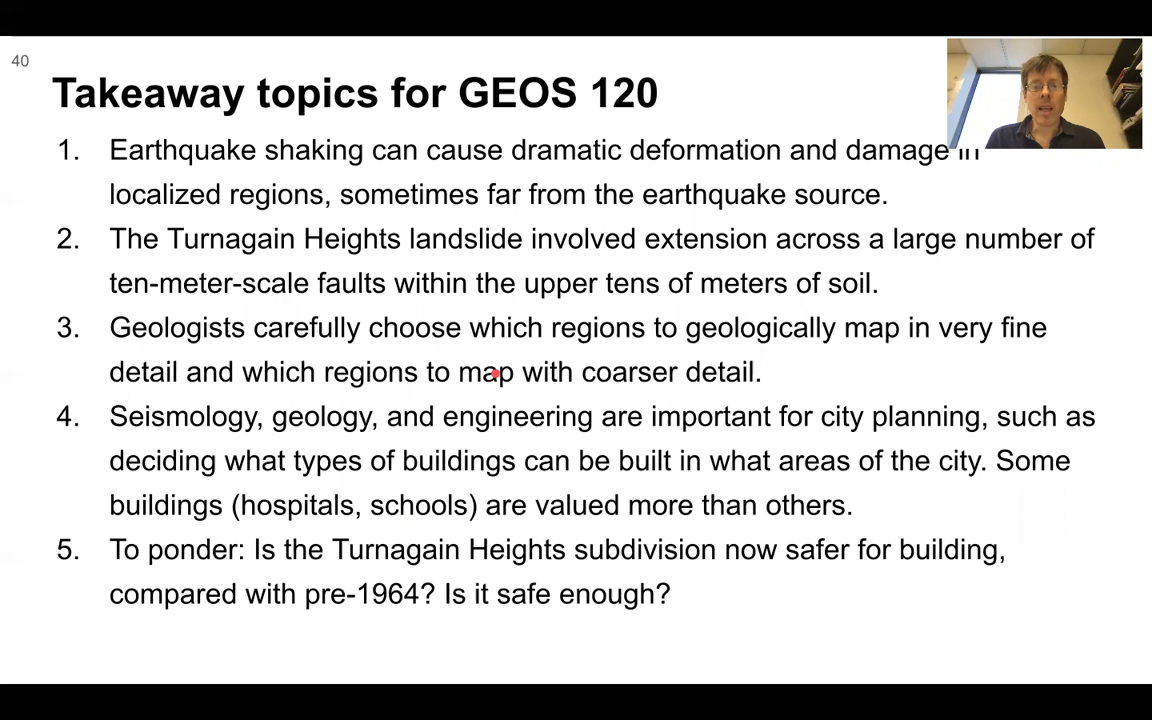 40
Takeaway topics for GEOS 120
1. Earthquake shaking can cause dramatic deformation and damage in
localized regions, sometimes far from the earthquake source.
2. The Turnagain Heights landslide involved extension across a large number of
ten-meter-scale faults within the upper tens of meters of soil.
3. Geologists carefully choose which regions to geologically map in very fine
detail and which regions to map with coarser detail.
4. Seismology, geology, and engineering are important for city planning, such as
deciding what types of buildings can be built in what areas of the city. Some
buildings (hospitals, schools) are valued more than others.
5. To ponder: Is the Turnagain Heights subdivision now safer for building,
compared with pre-1964? Is it safe enough?